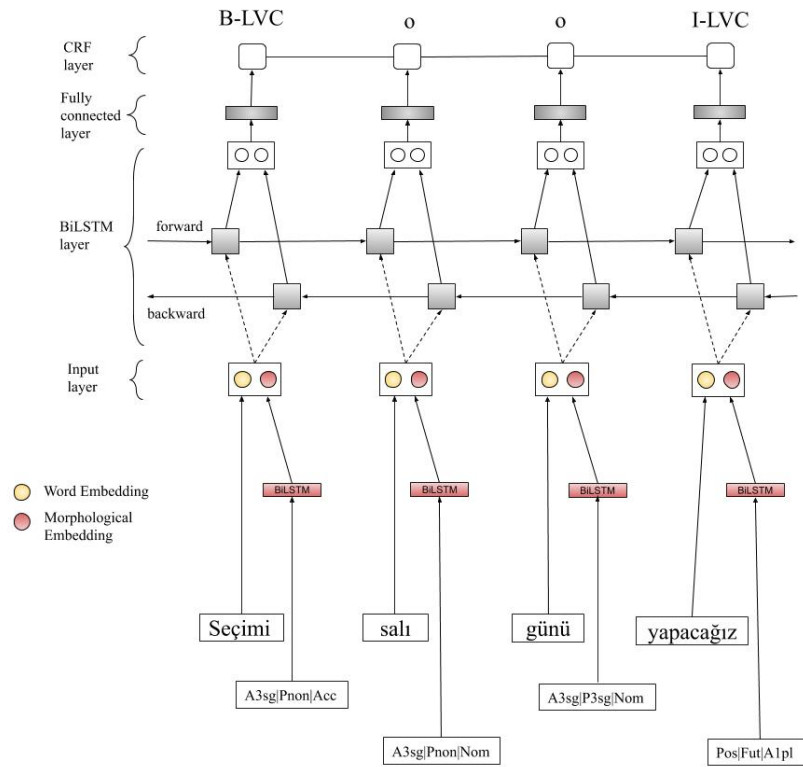 B-LVC o o I-LVC
CRF
layer
Fully
connected
layer
BiLSTM
layer
forward
backward
Input
layer
Word Embedding
Morphological
Embedding
BiLSTM BiLSTM BiLSTM BiLSTM
Seçimi salı günü yapacağız
A3sg|Pnon|Acc A3sg|P3sg|Nom
A3sg|Pnon|Nom Pos|Fut|A1pl